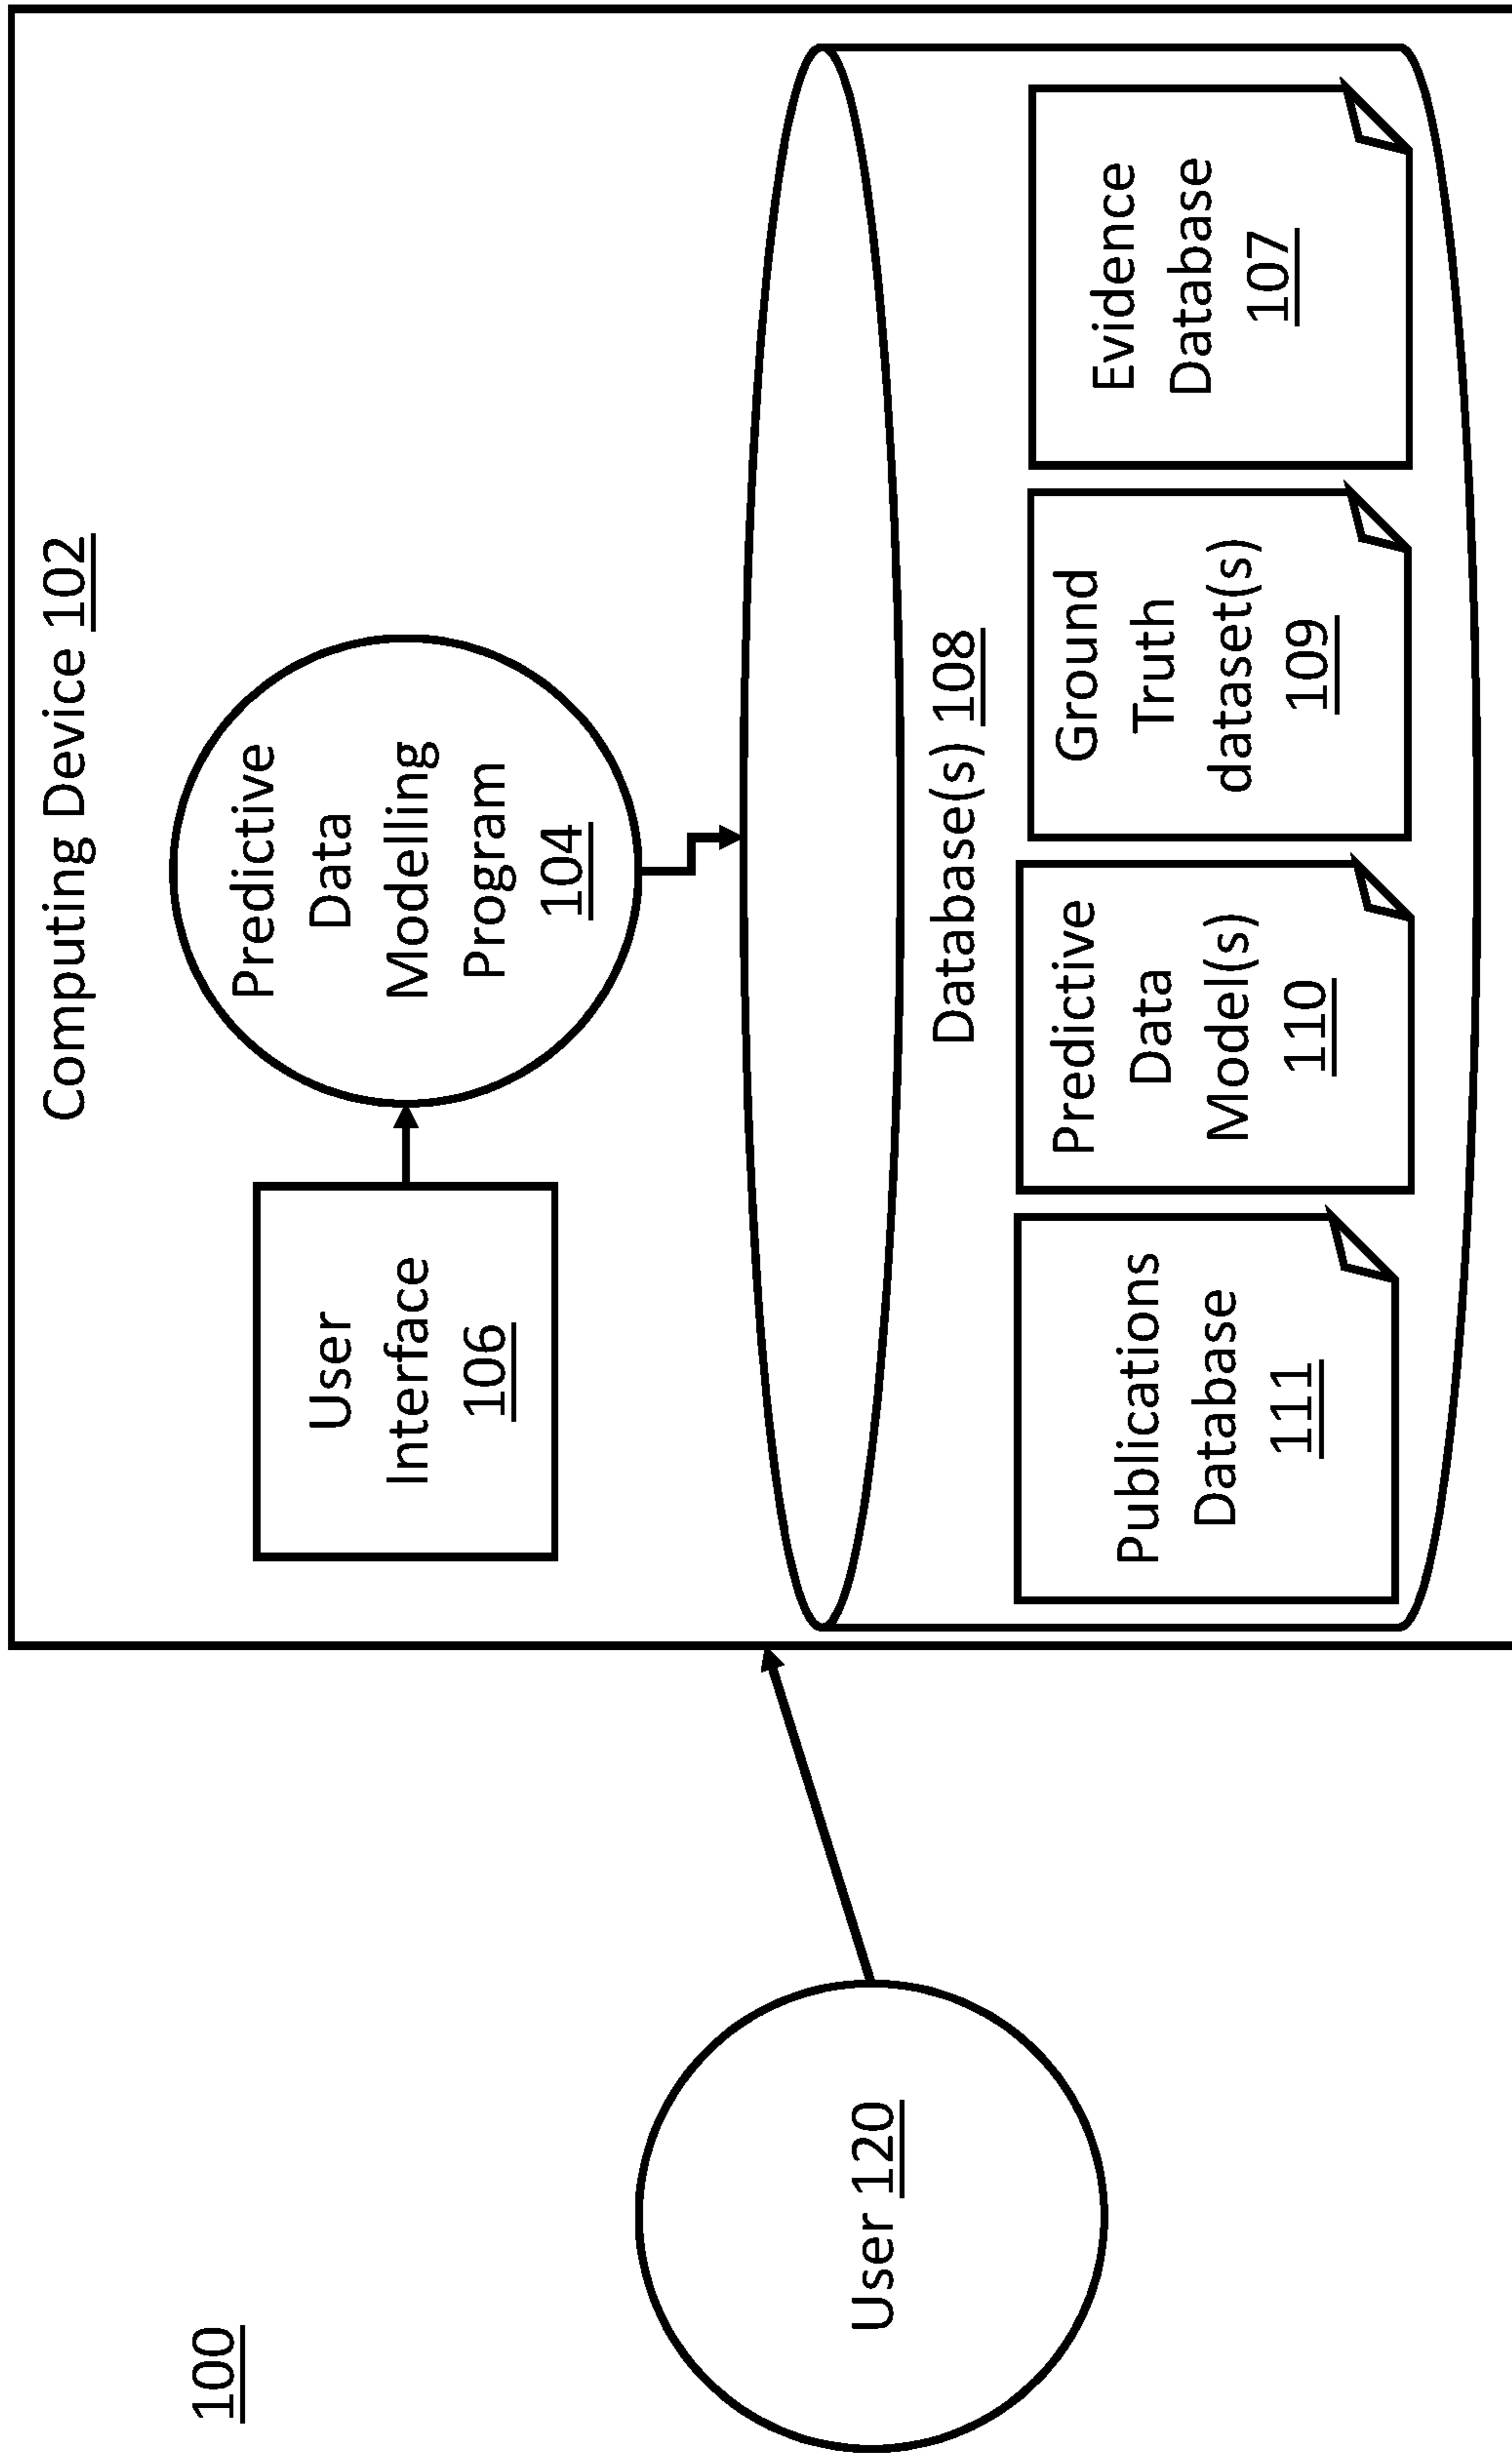 100
User 120
Computing Device 102
User
Interface
106
Predictive
Data
Modelling
Program
104
Database(s) 108
Publications
Database
111
Predictive
Data
Model(s)
110
Ground
Truth
dataset(s)
109
Evidence
Database
107